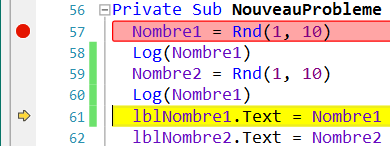 56 Private Sub NouveauProbleme
57 Nombre1 = Rnd(1, 10)
58 Log(Nombre1)
59 Nombre2 = Rnd(1, 10)
60 Log(Nombre1)
61 lblNombre1.Text = Nombre1
62 lblNombre2.Text = Nombre2